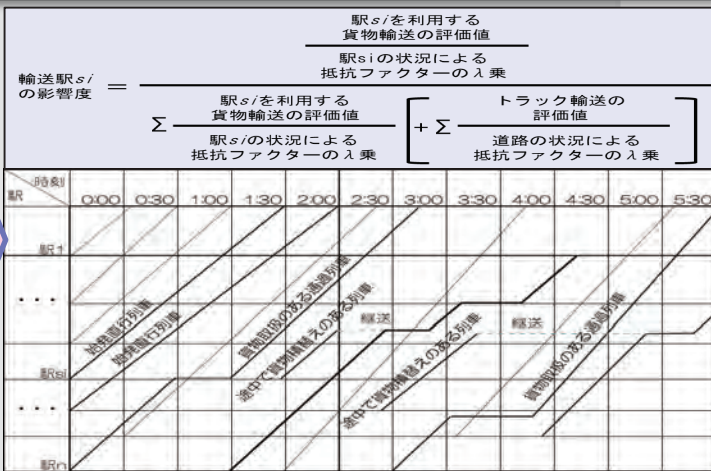 輸送駅siの影響度
=
駅siを利用する
貨物輸送の評価値
駅siの状況による
抵抗ファクターのλ乗
Σ
駅siを利用する
貨物輸送の評価値
駅siの状況による
抵抗ファクターのλ乗
[ + Σ
トラック輸送の
評価値
道路の状況による
抵抗ファクターのλ乗
]
時刻
駅
0:00 0:30 1:00 1:30 2:00 2:30 3:00 3:30 4:00 4:30 5:00 5:30
駅1
・・・
駅si
・・・
駅n
始発直行列車
始発直行列車
貨物取扱のある通過列車
途中で貨物積替えのある列車
継送
途中で貨物積替えのある列車
継送
貨物取扱のある通過列車